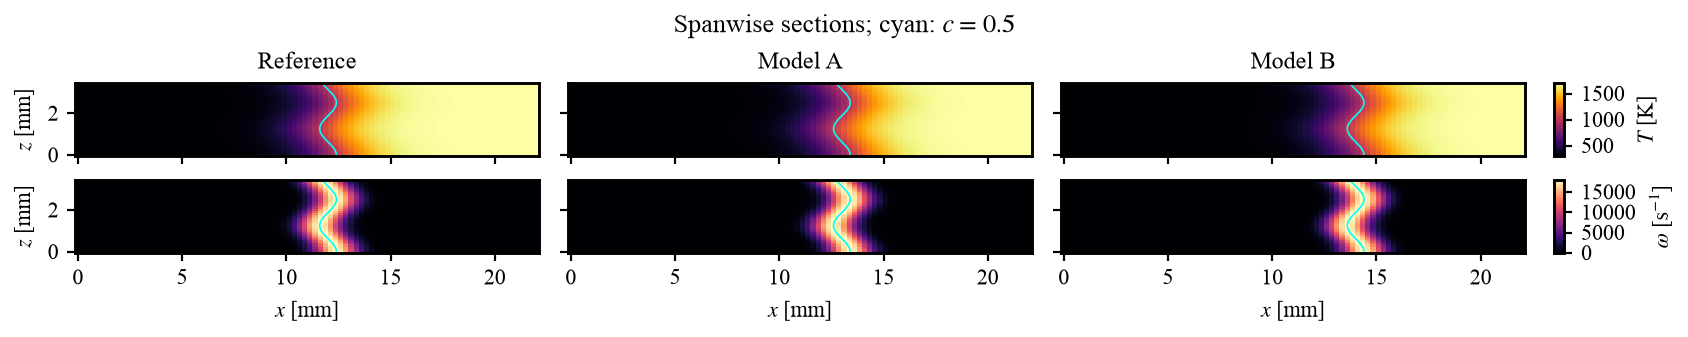 Spanwise sections; cyan: c = 0.5
Reference
Model A
Model B
z [mm]
2
0
1500
1000
500
T [K]
z [mm]
2
0
15000
10000
5000
0
ω [s⁻¹]
0 5 10 15 20
0 5 10 15 20
0 5 10 15 20
x [mm]
x [mm]
x [mm]